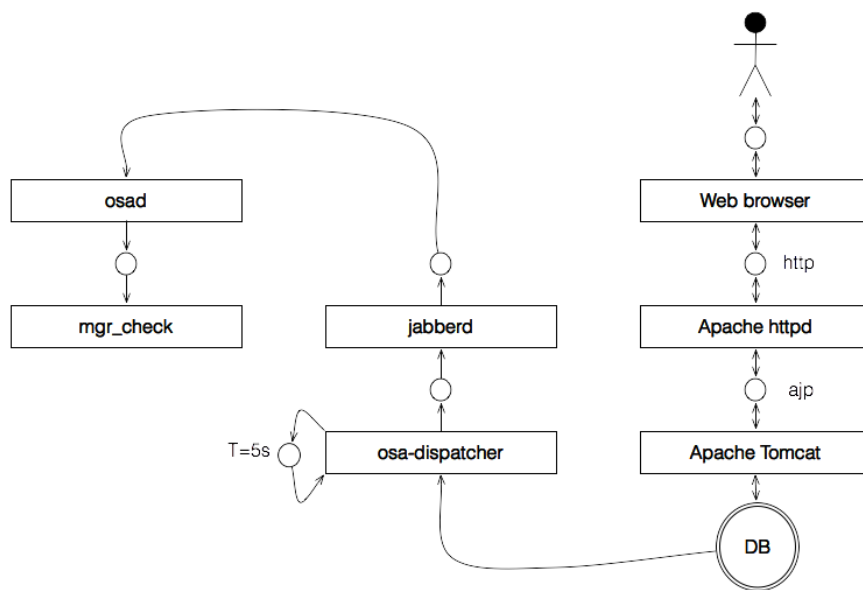 osad
Web browser
http
mgr_check
jabberd
Apache httpd
ajp
T=5s
osa-dispatcher
Apache Tomcat
DB